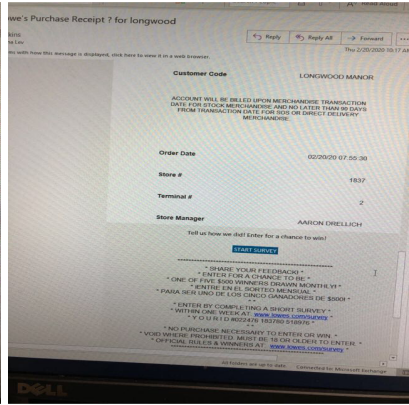 we's Purchase Receipt ? for longwood
Reply
Reply All
Forward
Thu 2/20/2020 10:17 AM
with how this message is displayed, click here to view it in a web browser.
Customer Code
LONGWOOD MANOR
ACCOUNT WILL BE BILLED UPON MERCHANDISE TRANSACTION
DATE FOR STOCK MERCHANDISE AND NO LATER THAN 90 DAYS
FROM TRANSACTION DATE FOR SOS OR DIRECT DELIVERY
MERCHANDISE.
Order Date
02/20/20 07:55:30
Store #
1837
Terminal #
2
Store Manager
AARON DRELLICH
Tell us how we did! Enter for a chance to win!
START SURVEY
* SHARE YOUR FEEDBACK! *
* ENTER FOR A CHANCE TO BE *
* ONE OF FIVE $500 WINNERS DRAWN MONTHLY! *
* ¡ENTRE EN EL SORTEO MENSUAL *
* PARA SER UNO DE LOS CINCO GANADORES DE $500! *
* ENTER BY COMPLETING A SHORT SURVEY *
* WITHIN ONE WEEK AT: www.lowes.com/survey *
* Y O U R I D #022476 183760 518976 *
* NO PURCHASE NECESSARY TO ENTER OR WIN. *
* VOID WHERE PROHIBITED. MUST BE 18 OR OLDER TO ENTER. *
* OFFICIAL RULES & WINNERS AT: www.lowes.com/survey *
All folders are up to date.
Connected to: Microsoft Exchange
DELL